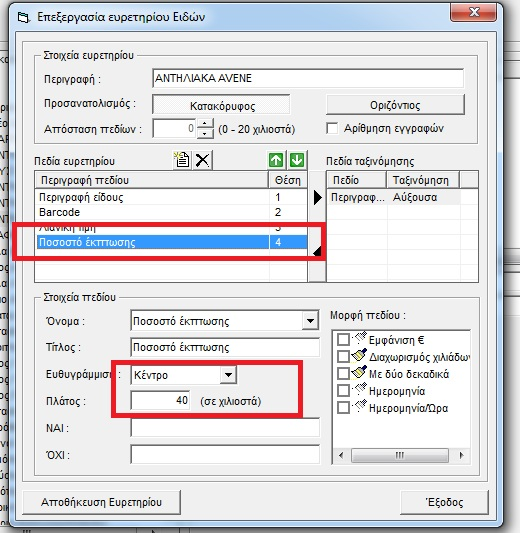 Επεξεργασία ευρετηρίου Ειδών
Στοιχεία ευρετηρίου
Περιγραφή : ΑΝΤΗΛΙΑΚΑ AVENE
Προσανατολισμός : Κατακόρυφος Οριζόντιος
Απόσταση πεδίων : 0 (0 - 20 χιλιοστά) Αρίθμηση εγγραφών
Πεδία ευρετηρίου Πεδία ταξινόμησης
Περιγραφή πεδίου Θέση Πεδίο Ταξινόμηση
Περιγραφή είδους 1 Περιγραφ... Αύξουσα
Barcode 2
Λιανική τιμή 3
Ποσοστό έκπτωσης 4
Στοιχεία πεδίου Μορφή πεδίου :
Όνομα : Ποσοστό έκπτωσης
Εμφάνιση €
Τίτλος : Ποσοστό έκπτωσης
Διαχωρισμός χιλιάδων
Ευθυγράμμιση : Κέντρο
Με δύο δεκαδικά
Ημερομηνία
Πλάτος : 40 (σε χιλιοστά)
Ημερομηνία/Ώρα
ΝΑΙ :
ΌΧΙ :
Αποθήκευση Ευρετηρίου Έξοδος